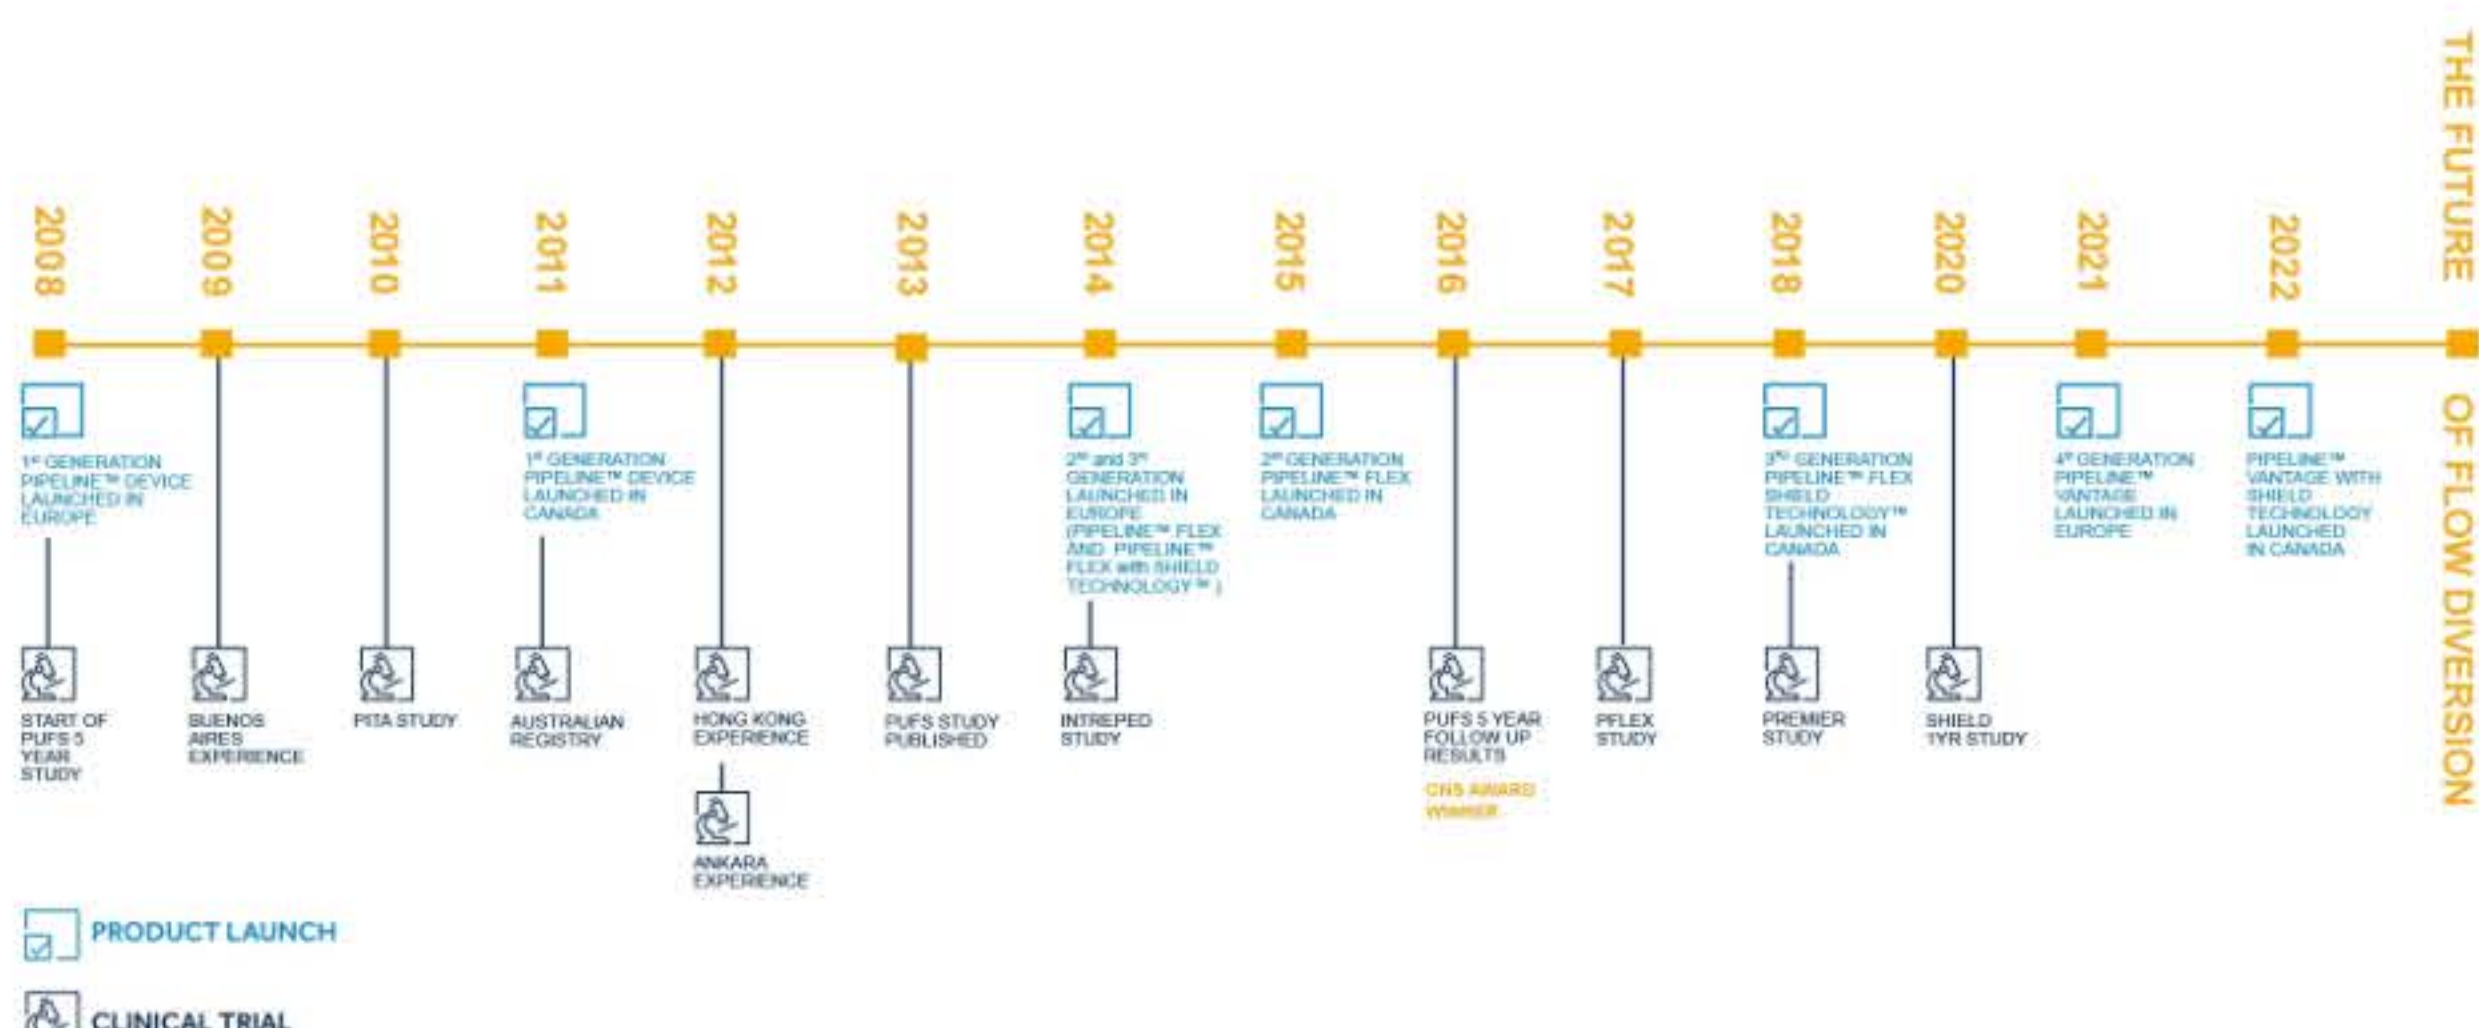 THE FUTURE
OF FLOW DIVERSION
2008
2009
2010
2011
2012
2013
2014
2015
2016
2017
2018
2020
2021
2022
1st GENERATION
PIPELINE™ DEVICE
LAUNCHED IN
EUROPE
START OF
PUFS 5
YEAR
STUDY
BUENOS
AIRES
EXPERIENCE
PITA STUDY
1st GENERATION
PIPELINE™ DEVICE
LAUNCHED IN
CANADA
AUSTRALIAN
REGISTRY
HONG KONG
EXPERIENCE
ANKARA
EXPERIENCE
PUFS STUDY
PUBLISHED
2ND and 3rd
GENERATION
LAUNCHED IN
EUROPE
(PIPELINE™ FLEX
AND PIPELINE™
FLEX with SHIELD
TECHNOLOGY™ )
INTREPED
STUDY
2nd GENERATION
PIPELINE™ FLEX
LAUNCHED IN
CANADA
PUFS 5 YEAR
FOLLOW UP
RESULTS
CNS AWARD
WINNER
PFLEX
STUDY
3RD GENERATION
PIPELINE™ FLEX
SHIELD
TECHNOLOGY™
LAUNCHED IN
CANADA
PREMIER
STUDY
SHIELD
1YR STUDY
4th GENERATION
PIPELINE™
VANTAGE
LAUNCHED IN
EUROPE
PIPELINE™
VANTAGE WITH
SHIELD
TECHNOLOGY
LAUNCHED
IN CANADA
PRODUCT LAUNCH
CLINICAL TRIAL